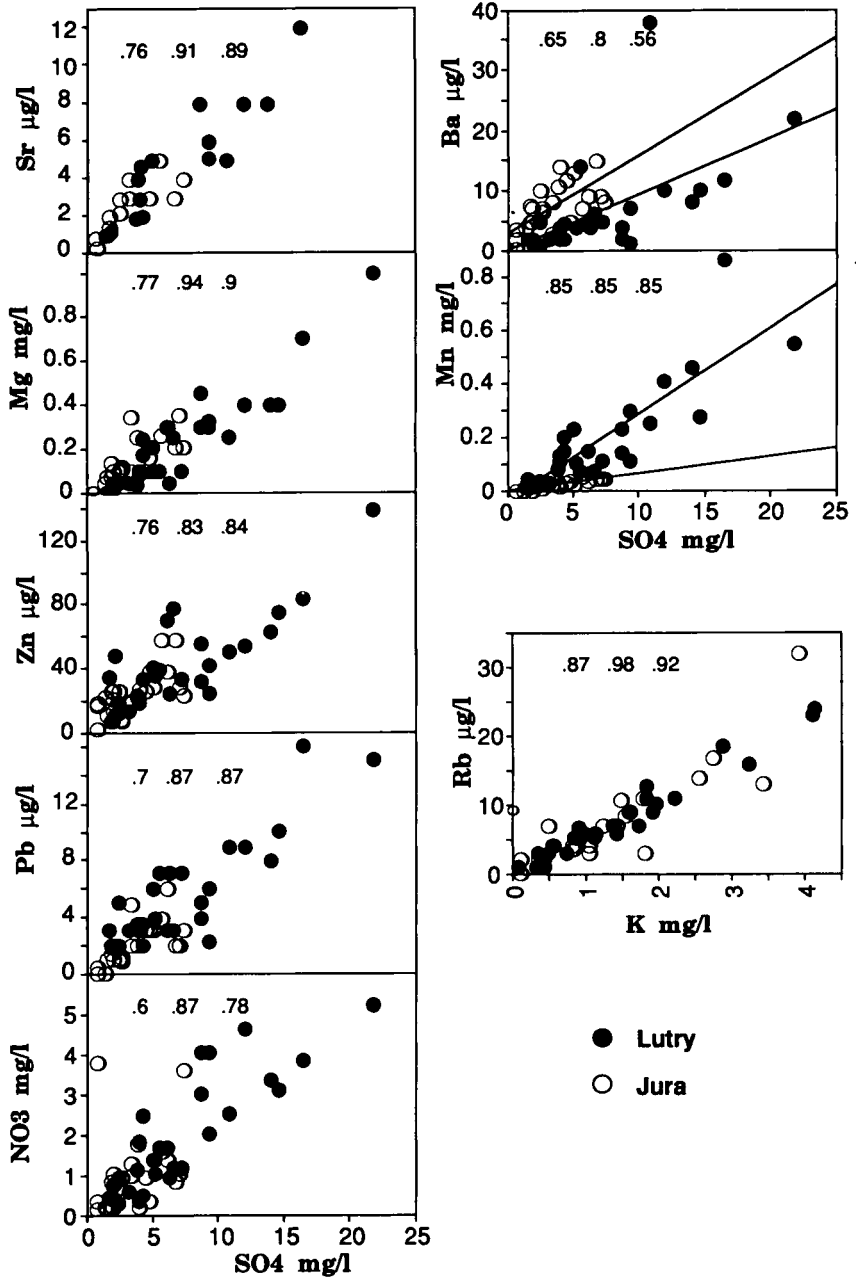 Sr µg/l
12
10
8
6
4
2
0
.76 .91 .89
Mg mg/l
0.8
0.6
0.4
0.2
0
.77 .94 .9
Zn µg/l
120
80
40
0
.76 .83 .84
Pb µg/l
12
8
4
0
.7 .87 .87
NO3 mg/l
5
4
3
2
1
0
.6 .87 .78
0 5 10 15 20 25
SO4 mg/l
Ba µg/l
40
30
20
10
0
.65 .8 .56
Mn mg/l
0.8
0.6
0.4
0.2
0
.85 .85 .85
0 5 10 15 20 25
SO4 mg/l
Rb µg/l
30
20
10
0
.87 .98 .92
0 1 2 3 4
K mg/l
Lutry
Jura